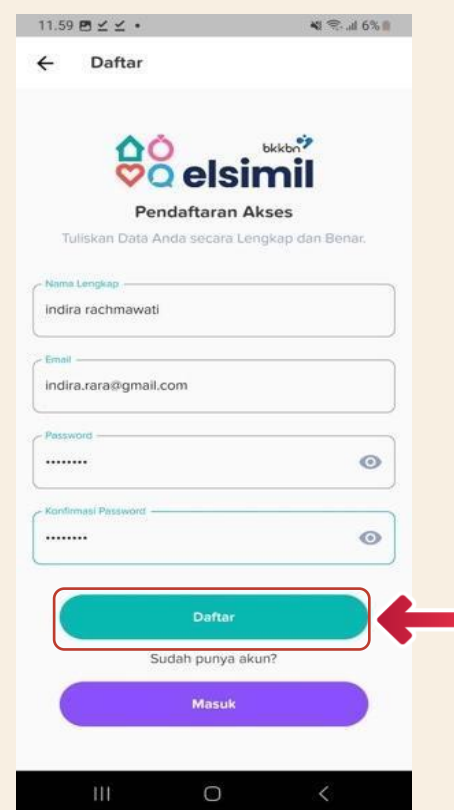 11.59
6%
Daftar
bkkbn
elsimil
Pendaftaran Akses
Tuliskan Data Anda secara Lengkap dan Benar.
Nama Lengkap
indira rachmawati
Email
indira.rara@gmail.com
Password
••••••••
Konfirmasi Password
••••••••
Daftar
Sudah punya akun?
Masuk